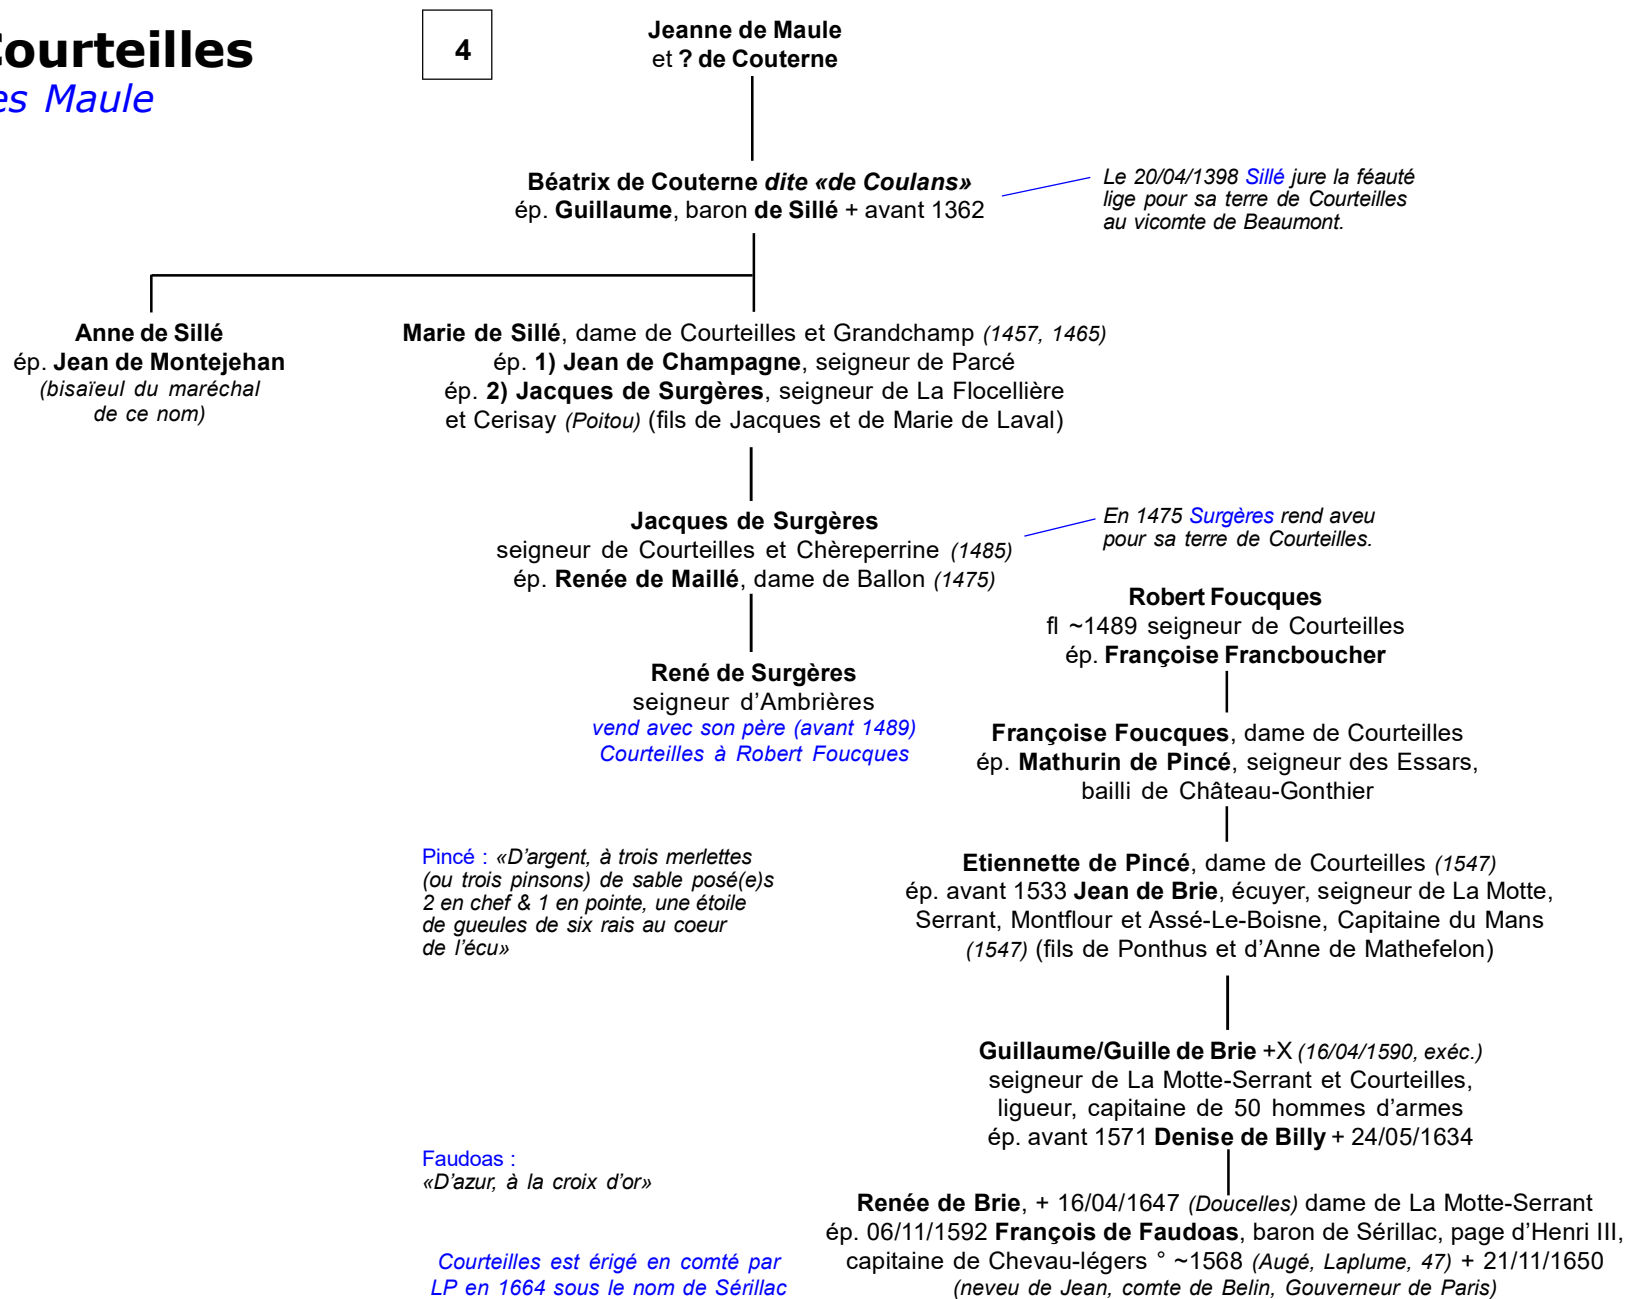 Courteilles
es Maule
4
Jeanne de Maule
et ? de Couterne
Béatrix de Couterne dite «de Coulans»
ép. Guillaume, baron de Sillé + avant 1362
Le 20/04/1398 Sillé jure la féauté
lige pour sa terre de Courteilles
au vicomte de Beaumont.
Anne de Sillé
ép. Jean de Montejehan
(bisaïeul du maréchal
de ce nom)
Marie de Sillé, dame de Courteilles et Grandchamp (1457, 1465)
ép. 1) Jean de Champagne, seigneur de Parcé
ép. 2) Jacques de Surgères, seigneur de La Flocellière
et Cerisay (Poitou) (fils de Jacques et de Marie de Laval)
Jacques de Surgères
seigneur de Courteilles et Chèreperrine (1485)
ép. Renée de Maillé, dame de Ballon (1475)
En 1475 Surgères rend aveu
pour sa terre de Courteilles.
René de Surgères
seigneur d'Ambrières
vend avec son père (avant 1489)
Courteilles à Robert Foucques
Robert Foucques
fl ~1489 seigneur de Courteilles
ép. Françoise Francboucher
Françoise Foucques, dame de Courteilles
ép. Mathurin de Pincé, seigneur des Essars,
bailli de Château-Gonthier
Pincé : «D'argent, à trois merlettes
(ou trois pinsons) de sable posé(e)s
2 en chef & 1 en pointe, une étoile
de gueules de six rais au coeur
de l'écu»
Etiennette de Pincé, dame de Courteilles (1547)
ép. avant 1533 Jean de Brie, écuyer, seigneur de La Motte,
Serrant, Montflour et Assé-Le-Boisne, Capitaine du Mans
(1547) (fils de Ponthus et d'Anne de Mathefelon)
Guillaume/Guille de Brie +X (16/04/1590, exéc.)
seigneur de La Motte-Serrant et Courteilles,
ligueur, capitaine de 50 hommes d'armes
ép. avant 1571 Denise de Billy + 24/05/1634
Faudoas :
«D'azur, à la croix d'or»
Renée de Brie, + 16/04/1647 (Doucelles) dame de La Motte-Serrant
ép. 06/11/1592 François de Faudoas, baron de Sérillac, page d'Henri III,
capitaine de Chevau-légers ° ~1568 (Augé, Laplume, 47) + 21/11/1650
(neveu de Jean, comte de Belin, Gouverneur de Paris)
Courteilles est érigé en comté par
LP en 1664 sous le nom de Sérillac